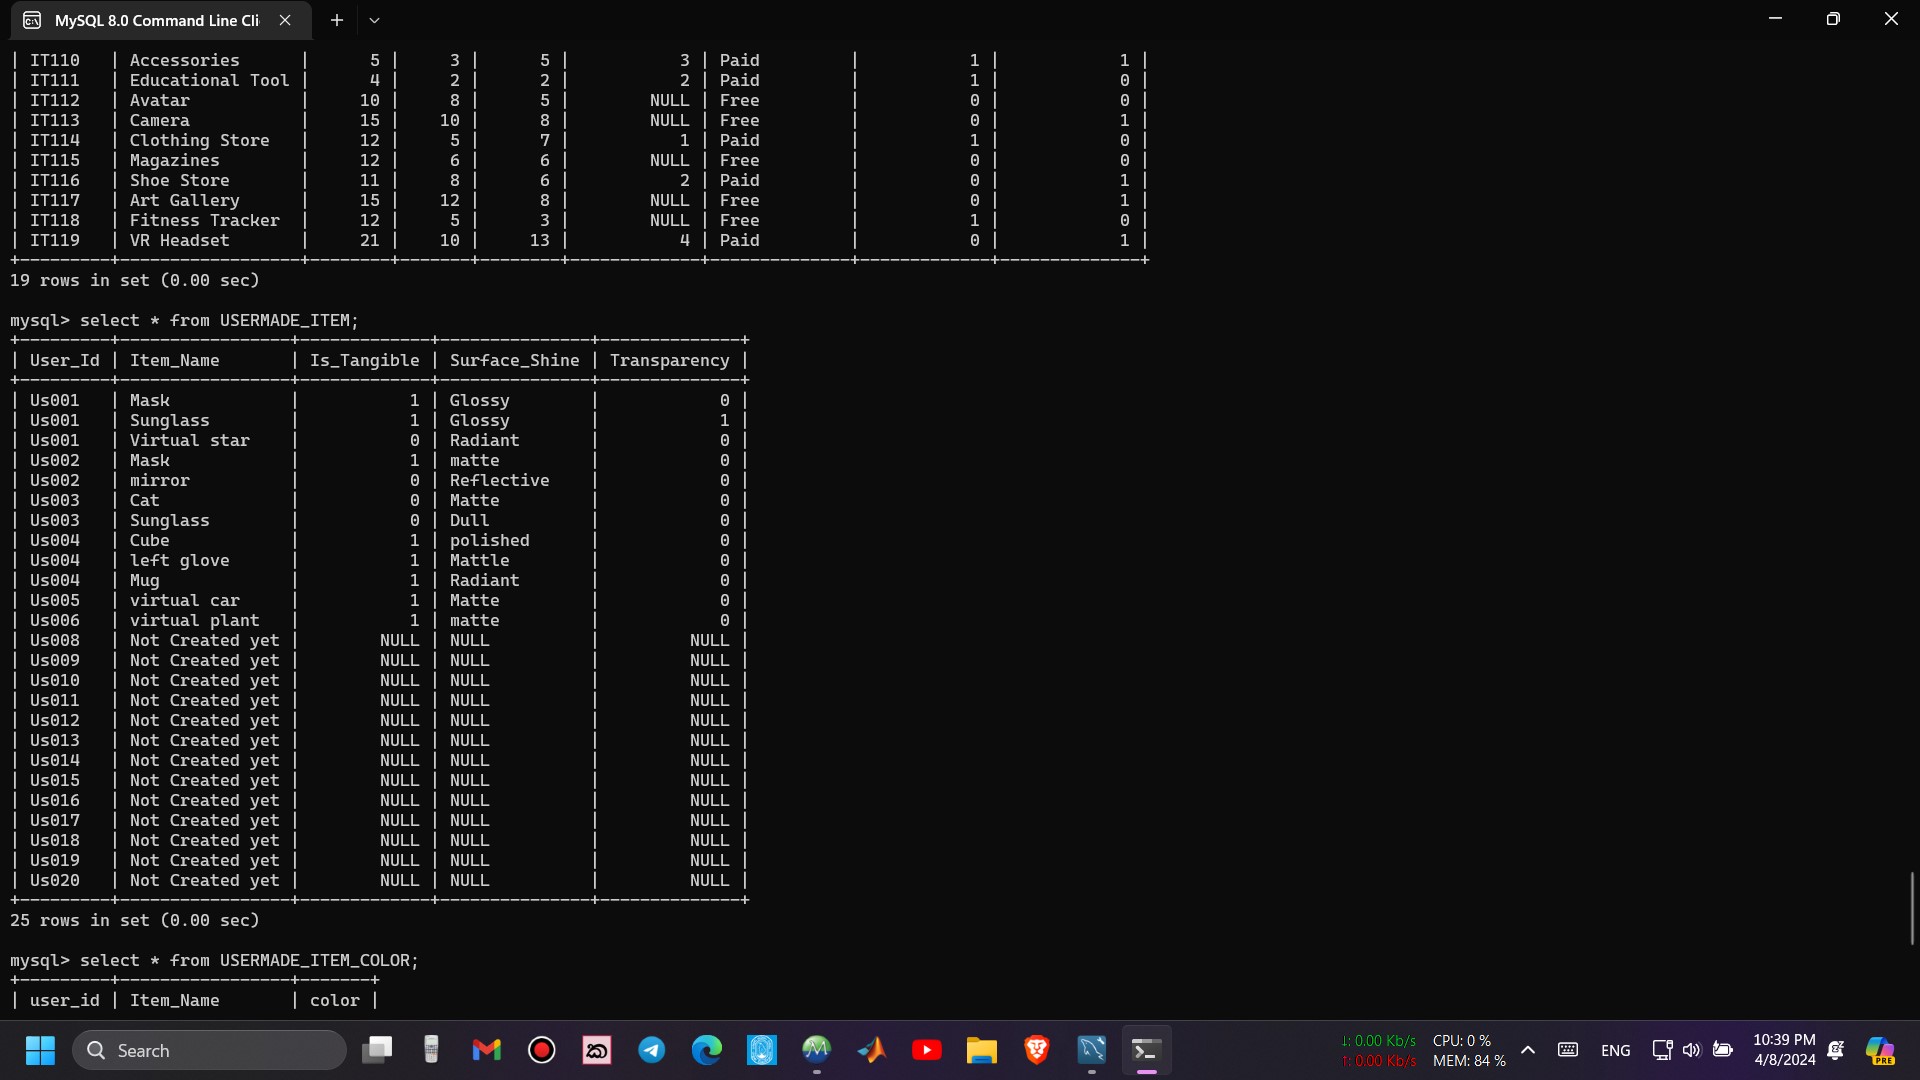 MySQL 8.0 Command Line Cli
| IT110   | Accessories      |      5 |     3 |      5 |           3 | Paid         |           1 |            1 |
| IT111   | Educational Tool |      4 |     2 |      2 |           2 | Paid         |           1 |            0 |
| IT112   | Avatar           |     10 |     8 |      5 |        NULL | Free         |           0 |            0 |
| IT113   | Camera           |     15 |    10 |      8 |        NULL | Free         |           0 |            1 |
| IT114   | Clothing Store   |     12 |     5 |      7 |           1 | Paid         |           1 |            0 |
| IT115   | Magazines        |     12 |     6 |      6 |        NULL | Free         |           0 |            0 |
| IT116   | Shoe Store       |     11 |     8 |      6 |           2 | Paid         |           0 |            1 |
| IT117   | Art Gallery      |     15 |    12 |      8 |        NULL | Free         |           0 |            1 |
| IT118   | Fitness Tracker  |     12 |     5 |      3 |        NULL | Free         |           1 |            0 |
| IT119   | VR Headset       |     21 |    10 |     13 |           4 | Paid         |           0 |            1 |
+---------+------------------+--------+-------+--------+-------------+--------------+-------------+--------------+
19 rows in set (0.00 sec)
mysql> select * from USERMADE_ITEM;
+---------+-----------------+-------------+---------------+--------------+
| User_Id | Item_Name       | Is_Tangible | Surface_Shine | Transparency |
+---------+-----------------+-------------+---------------+--------------+
| Us001   | Mask            |           1 | Glossy        |            0 |
| Us001   | Sunglass        |           1 | Glossy        |            1 |
| Us001   | Virtual star    |           0 | Radiant       |            0 |
| Us002   | Mask            |           1 | matte         |            0 |
| Us002   | mirror          |           0 | Reflective    |            0 |
| Us003   | Cat             |           0 | Matte         |            0 |
| Us003   | Sunglass        |           0 | Dull          |            0 |
| Us004   | Cube            |           1 | polished      |            0 |
| Us004   | left glove      |           1 | Mattle        |            0 |
| Us004   | Mug             |           1 | Radiant       |            0 |
| Us005   | virtual car     |           1 | Matte         |            0 |
| Us006   | virtual plant   |           1 | matte         |            0 |
| Us008   | Not Created yet |        NULL | NULL          |         NULL |
| Us009   | Not Created yet |        NULL | NULL          |         NULL |
| Us010   | Not Created yet |        NULL | NULL          |         NULL |
| Us011   | Not Created yet |        NULL | NULL          |         NULL |
| Us012   | Not Created yet |        NULL | NULL          |         NULL |
| Us013   | Not Created yet |        NULL | NULL          |         NULL |
| Us014   | Not Created yet |        NULL | NULL          |         NULL |
| Us015   | Not Created yet |        NULL | NULL          |         NULL |
| Us016   | Not Created yet |        NULL | NULL          |         NULL |
| Us017   | Not Created yet |        NULL | NULL          |         NULL |
| Us018   | Not Created yet |        NULL | NULL          |         NULL |
| Us019   | Not Created yet |        NULL | NULL          |         NULL |
| Us020   | Not Created yet |        NULL | NULL          |         NULL |
+---------+-----------------+-------------+---------------+--------------+
25 rows in set (0.00 sec)
mysql> select * from USERMADE_ITEM_COLOR;
+---------+-----------------+-------+
| user_id | Item_Name       | color |
Search
↓: 0.00 Kb/s CPU: 0 %
↑: 0.00 Kb/s MEM: 84 %
ENG
10:39 PM
4/8/2024
PRE